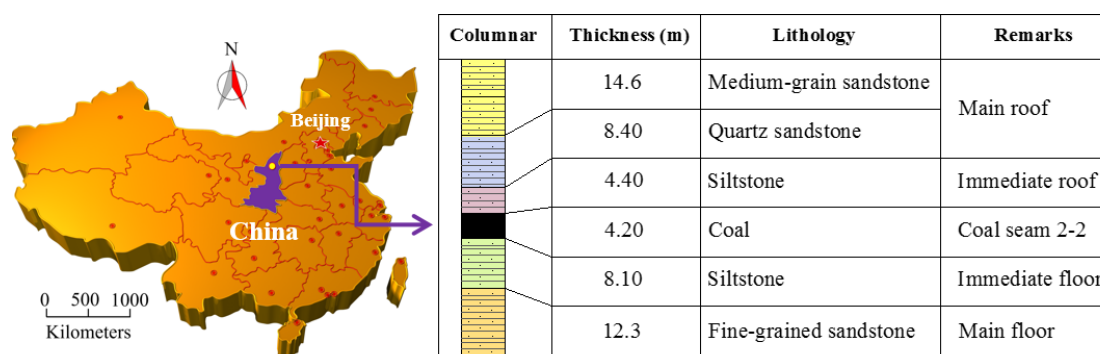 N
Beijing
China
0 500 1000
Kilometers
Columnar Thickness (m) Lithology Remarks
14.6 Medium-grain sandstone
Main roof
8.40 Quartz sandstone
4.40 Siltstone Immediate roof
4.20 Coal Coal seam 2-2
8.10 Siltstone Immediate floor
12.3 Fine-grained sandstone Main floor